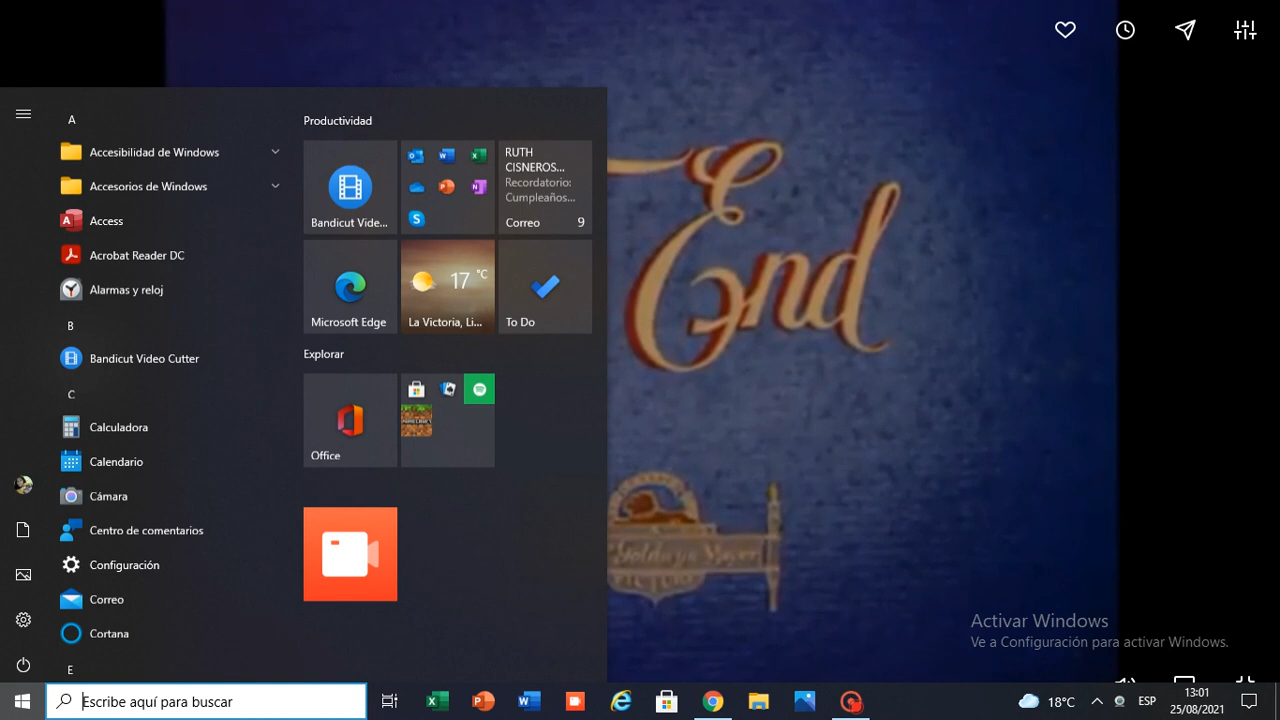 A
Accesibilidad de Windows
Accesorios de Windows
Access
Acrobat Reader DC
Alarmas y reloj
B
Bandicut Video Cutter
C
Calculadora
Calendario
Cámara
Centro de comentarios
Configuración
Correo
Cortana
E
Productividad
Bandicut Vide...
RUTH
CISNEROS...
Recordatorio:
Cumpleaños...
Correo 9
Microsoft Edge
17 °C
La Victoria, Li...
To Do
Explorar
Office
End
Goldwyn Mayer
Activar Windows
Ve a Configuración para activar Windows.
Escribe aquí para buscar
18°C
ESP
13:01
25/08/2021